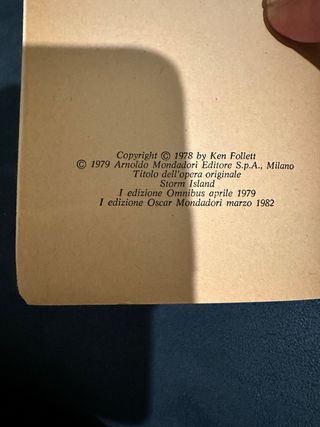 Copyright © 1978 by Ken Follett
© 1979 Arnoldo Mondadori Editore S.p.A., Milano
Titolo dell'opera originale
Storm Island
I edizione Omnibus aprile 1979
I edizione Oscar Mondadori marzo 1982